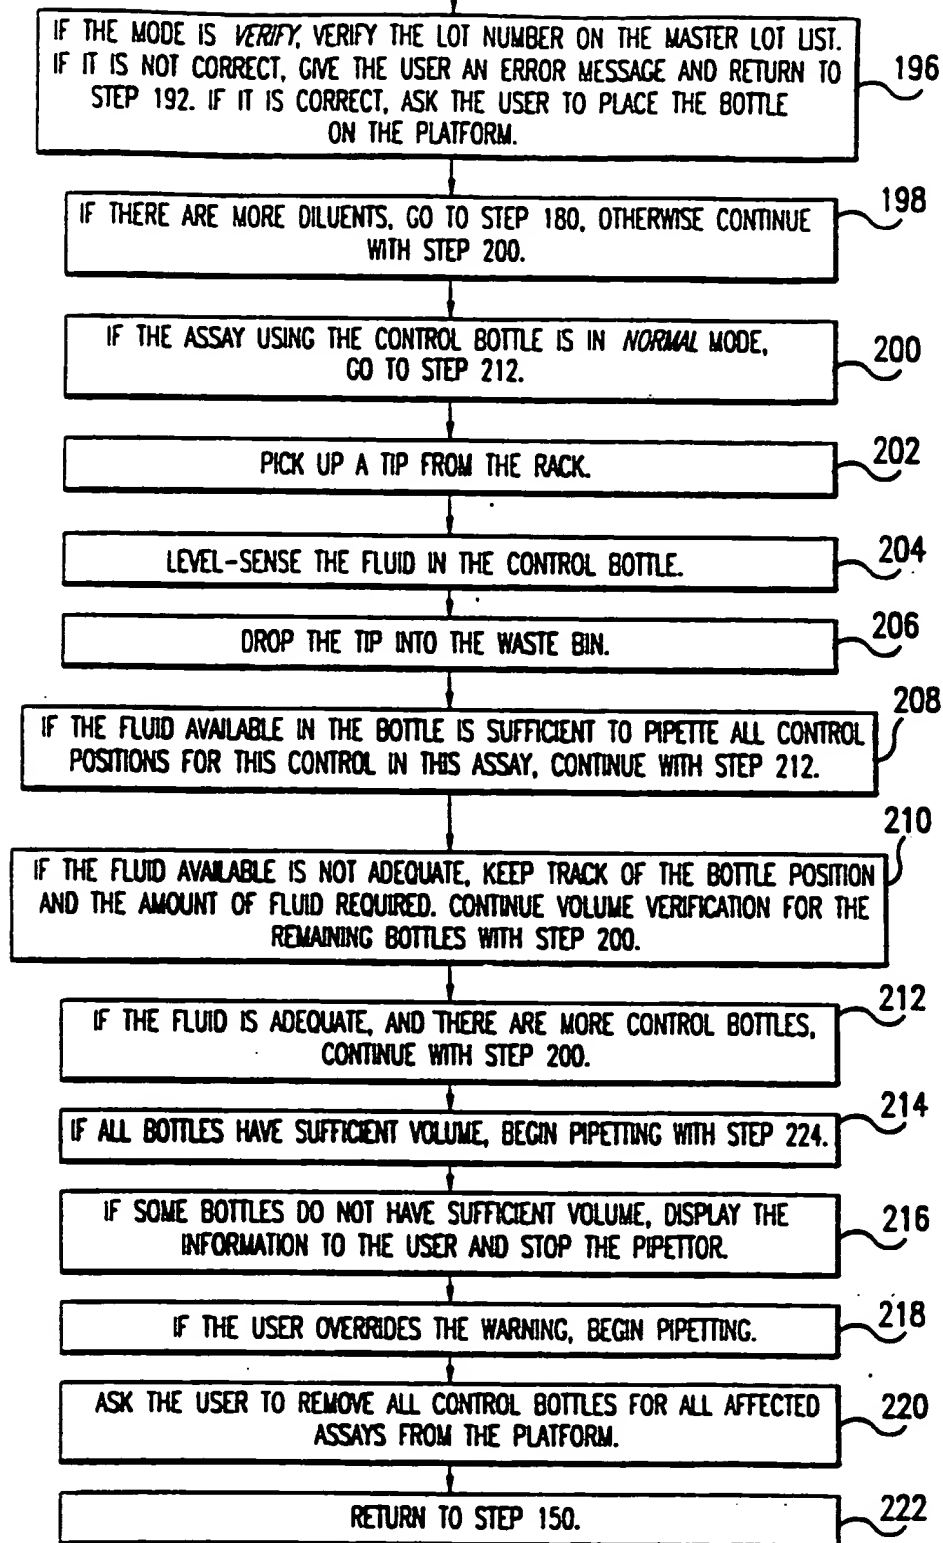 IF THE MODE IS VERIFY, VERIFY THE LOT NUMBER ON THE MASTER LOT LIST.
IF IT IS NOT CORRECT, GIVE THE USER AN ERROR MESSAGE AND RETURN TO
STEP 192. IF IT IS CORRECT, ASK THE USER TO PLACE THE BOTTLE
ON THE PLATFORM.
196
IF THERE ARE MORE DILUENTS, GO TO STEP 180, OTHERWISE CONTINUE
WITH STEP 200.
198
IF THE ASSAY USING THE CONTROL BOTTLE IS IN NORMAL MODE,
GO TO STEP 212.
200
PICK UP A TIP FROM THE RACK.
202
LEVEL-SENSE THE FLUID IN THE CONTROL BOTTLE.
204
DROP THE TIP INTO THE WASTE BIN.
206
IF THE FLUID AVAILABLE IN THE BOTTLE IS SUFFICIENT TO PIPETTE ALL CONTROL
POSITIONS FOR THIS CONTROL IN THIS ASSAY, CONTINUE WITH STEP 212.
208
IF THE FLUID AVAILABLE IS NOT ADEQUATE, KEEP TRACK OF THE BOTTLE POSITION
AND THE AMOUNT OF FLUID REQUIRED. CONTINUE VOLUME VERIFICATION FOR THE
REMAINING BOTTLES WITH STEP 200.
210
IF THE FLUID IS ADEQUATE, AND THERE ARE MORE CONTROL BOTTLES,
CONTINUE WITH STEP 200.
212
IF ALL BOTTLES HAVE SUFFICIENT VOLUME, BEGIN PIPETTING WITH STEP 224.
214
IF SOME BOTTLES DO NOT HAVE SUFFICIENT VOLUME, DISPLAY THE
INFORMATION TO THE USER AND STOP THE PIPETTOR.
216
IF THE USER OVERRIDES THE WARNING, BEGIN PIPETTING.
218
ASK THE USER TO REMOVE ALL CONTROL BOTTLES FOR ALL AFFECTED
ASSAYS FROM THE PLATFORM.
220
RETURN TO STEP 150.
222